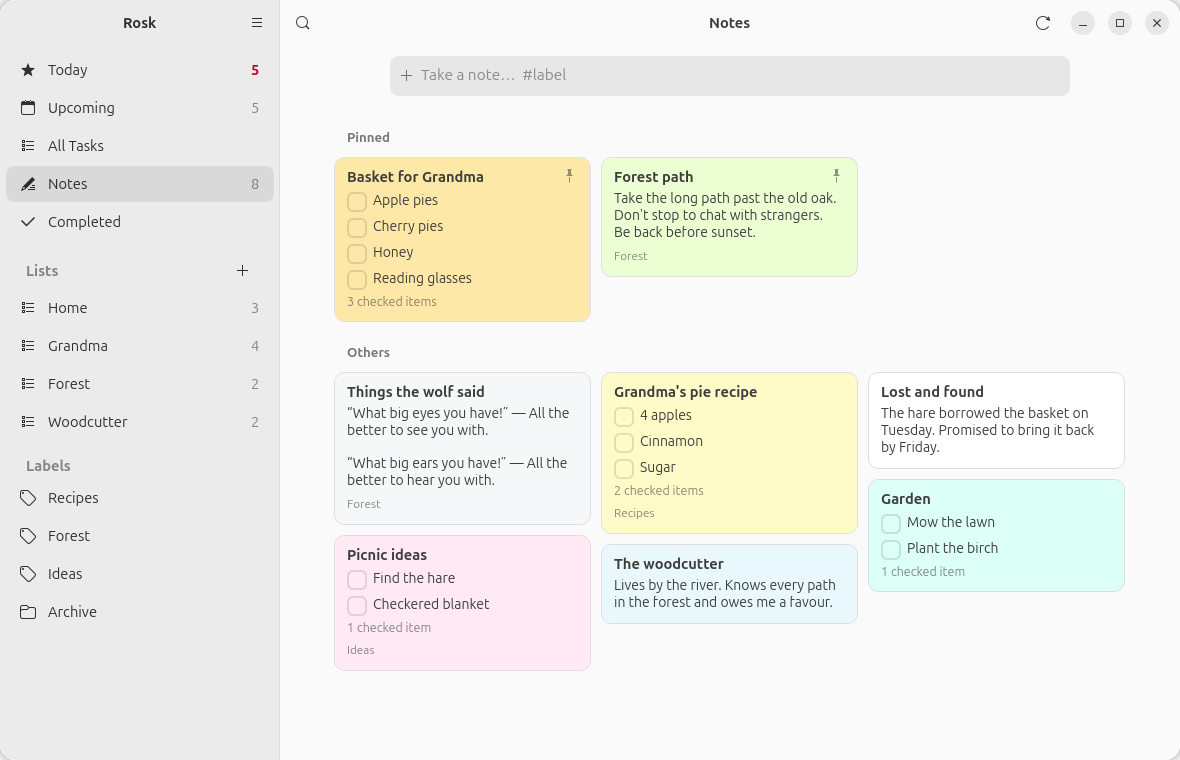 Rosk
Notes
Today 5
Upcoming 5
All Tasks
Notes 8
Completed
Lists
Home 3
Grandma 4
Forest 2
Woodcutter 2
Labels
Recipes
Forest
Ideas
Archive
Take a note… #label
Pinned
Basket for Grandma
Apple pies
Cherry pies
Honey
Reading glasses
3 checked items
Forest path
Take the long path past the old oak.
Don't stop to chat with strangers.
Be back before sunset.
Forest
Others
Things the wolf said
“What big eyes you have!” — All the
better to see you with.
“What big ears you have!” — All the
better to hear you with.
Forest
Picnic ideas
Find the hare
Checkered blanket
1 checked item
Ideas
Grandma's pie recipe
4 apples
Cinnamon
Sugar
2 checked items
Recipes
The woodcutter
Lives by the river. Knows every path
in the forest and owes me a favour.
Lost and found
The hare borrowed the basket on
Tuesday. Promised to bring it back
by Friday.
Garden
Mow the lawn
Plant the birch
1 checked item